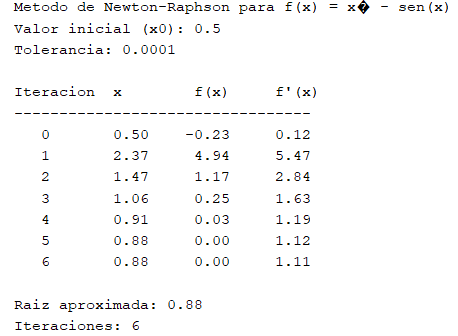 Metodo de Newton-Raphson para f(x) = x� - sen(x)
Valor inicial (x0): 0.5
Tolerancia: 0.0001
Iteracion x f(x) f'(x)
------------------------------------
0 0.50 -0.23 0.12
1 2.37 4.94 5.47
2 1.47 1.17 2.84
3 1.06 0.25 1.63
4 0.91 0.03 1.19
5 0.88 0.00 1.12
6 0.88 0.00 1.11
Raiz aproximada: 0.88
Iteraciones: 6